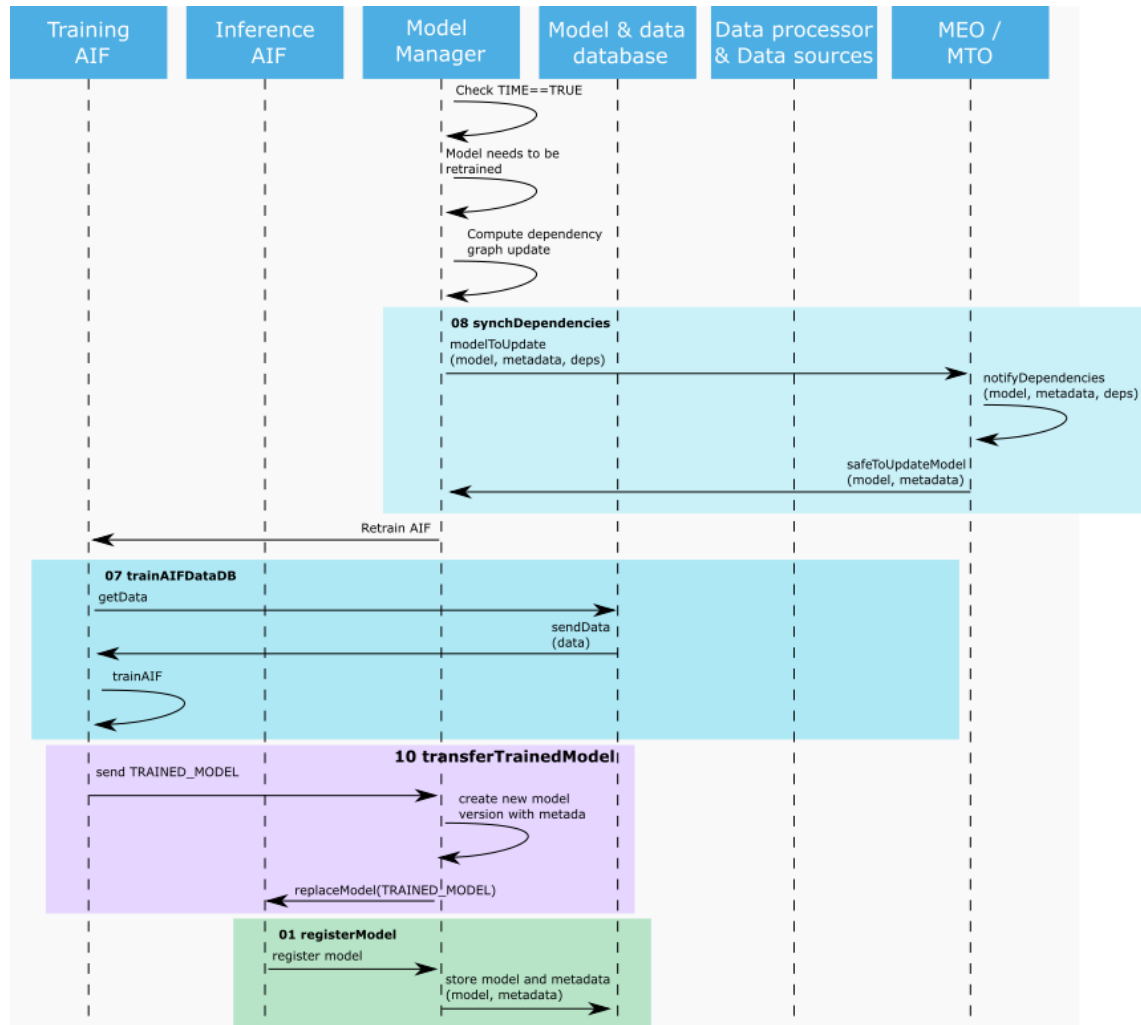 Training
AIF
Inference
AIF
Model
Manager
Model & data
database
Data processor
& Data sources
MEO /
MTO
Check TIME==TRUE
Model needs to be
retrained
Compute dependency
graph update
08 synchDependencies
modelToUpdate
(model, metadata, deps)
notifyDependencies
(model, metadata, deps)
safeToUpdateModel
(model, metadata)
Retrain AIF
07 trainAIFDataDB
getData
sendData
(data)
trainAIF
10 transferTrainedModel
send TRAINED_MODEL
create new model
version with metada
replaceModel(TRAINED_MODEL)
01 registerModel
register model
store model and metadata
(model, metadata)